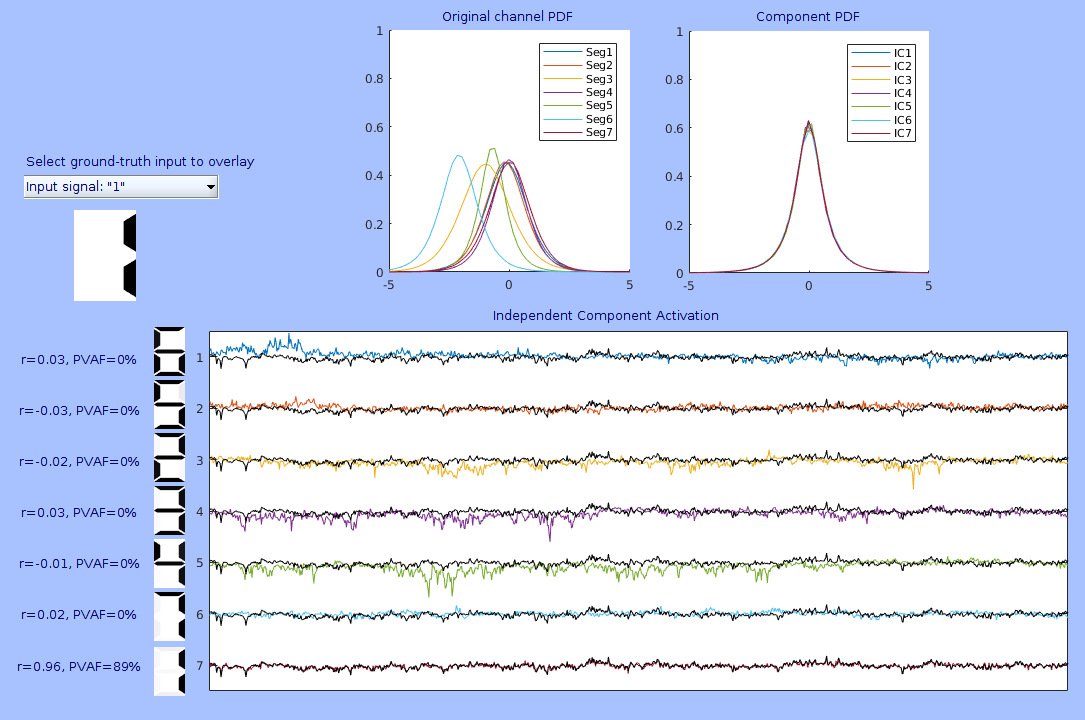 Original channel PDF
Component PDF
1
0.8
0.6
0.4
0.2
0
-5
0
5
Seg1
Seg2
Seg3
Seg4
Seg5
Seg6
Seg7
1
0.8
0.6
0.4
0.2
0
-5
0
5
IC1
IC2
IC3
IC4
IC5
IC6
IC7
Select ground-truth input to overlay
Input signal: "1"
Independent Component Activation
r=0.03, PVAF=0%
1
r=-0.03, PVAF=0%
2
r=-0.02, PVAF=0%
3
r=0.03, PVAF=0%
4
r=-0.01, PVAF=0%
5
r=0.02, PVAF=0%
6
r=0.96, PVAF=89%
7